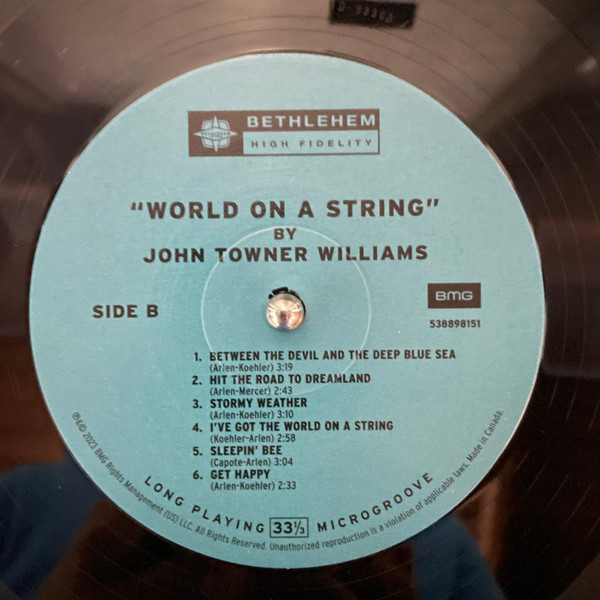 BETHLEHEM
HIGH FIDELITY
"WORLD ON A STRING"
BY
JOHN TOWNER WILLIAMS
SIDE B
BMG
538898151
1. BETWEEN THE DEVIL AND THE DEEP BLUE SEA
(Arlen-Koehler) 3:19
2. HIT THE ROAD TO DREAMLAND
(Arlen-Mercer) 2:43
3. STORMY WEATHER
(Arlen-Koehler) 3:10
4. I'VE GOT THE WORLD ON A STRING
(Koehler-Arlen) 2:58
5. SLEEPIN' BEE
(Capote-Arlen) 3:04
6. GET HAPPY
(Arlen-Koehler) 2:33
LONG PLAYING 33⅓ MICROGROOVE
℗&© 2023 BMG Rights Management (US) LLC. All Rights Reserved. Unauthorized reproduction is a violation of applicable laws. Made in Canada.